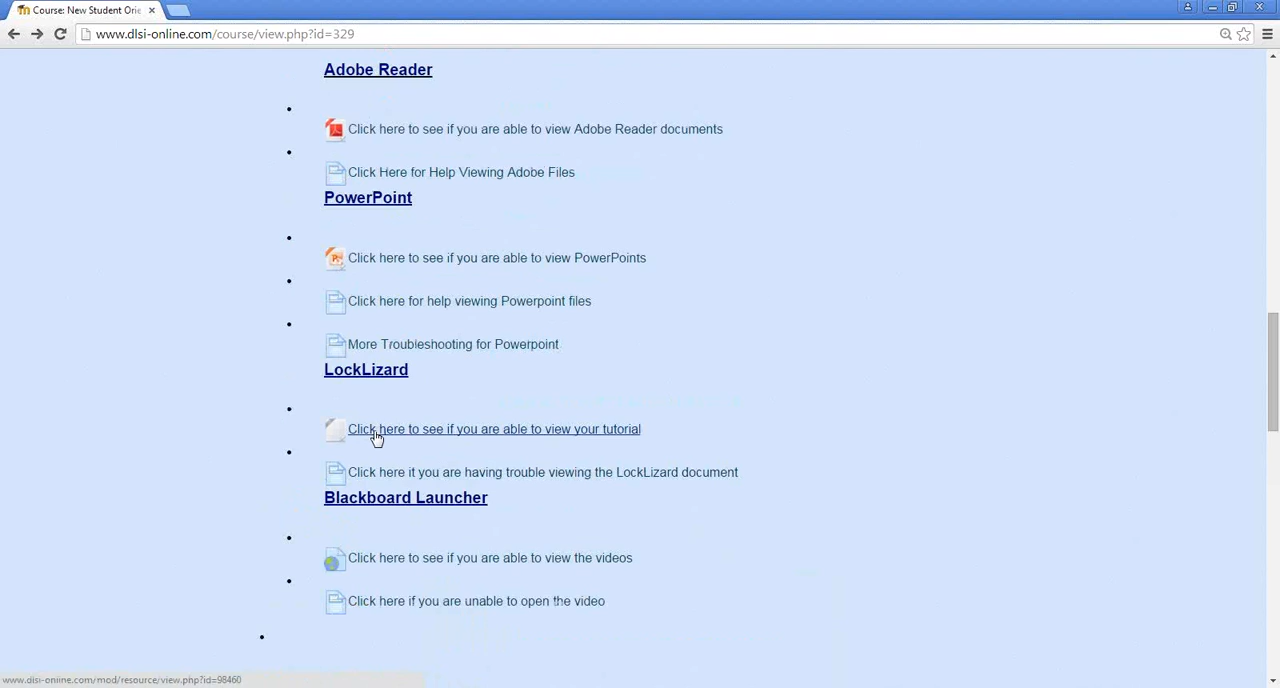 Course: New Student Orie
www.dlsi-online.com/course/view.php?id=329
Adobe Reader
Click here to see if you are able to view Adobe Reader documents
Click Here for Help Viewing Adobe Files
PowerPoint
Click here to see if you are able to view PowerPoints
Click here for help viewing Powerpoint files
More Troubleshooting for Powerpoint
LockLizard
Click here to see if you are able to view your tutorial
Click here it you are having trouble viewing the LockLizard document
Blackboard Launcher
Click here to see if you are able to view the videos
Click here if you are unable to open the video
www.dlsi-online.com/mod/resource/view.php?id=98460